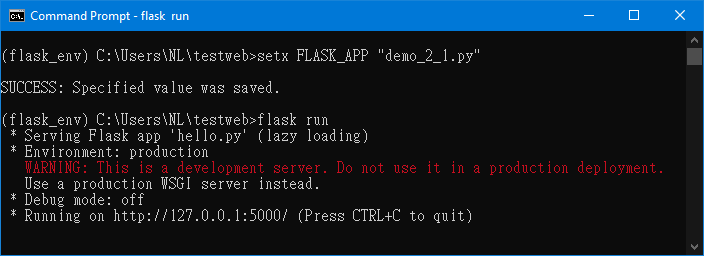 Command Prompt - flask  run
(flask_env) C:\Users\NL\testweb>setx FLASK_APP "demo_2_1.py"
SUCCESS: Specified value was saved.
(flask_env) C:\Users\NL\testweb>flask run
 * Serving Flask app 'hello.py' (lazy loading)
 * Environment: production
   WARNING: This is a development server. Do not use it in a production deployment.
   Use a production WSGI server instead.
 * Debug mode: off
 * Running on http://127.0.0.1:5000/ (Press CTRL+C to quit)